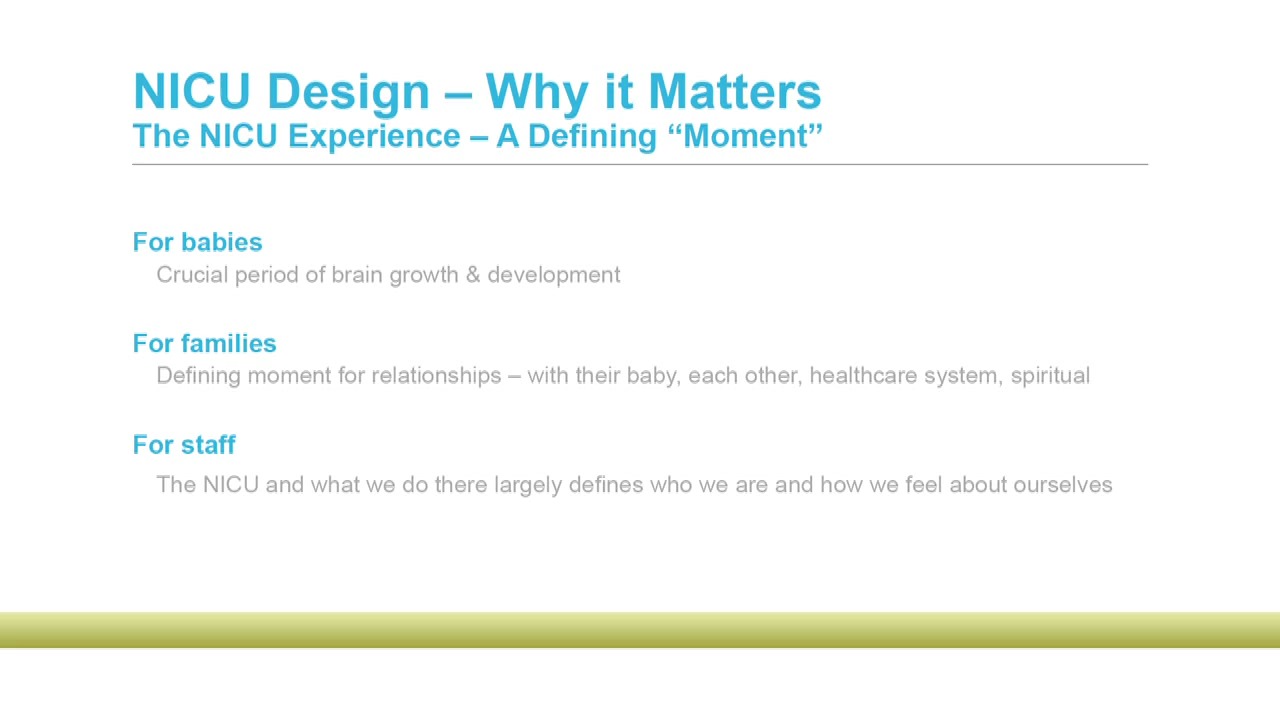 NICU Design – Why it Matters
The NICU Experience – A Defining “Moment”
For babies
Crucial period of brain growth & development
For families
Defining moment for relationships – with their baby, each other, healthcare system, spiritual
For staff
The NICU and what we do there largely defines who we are and how we feel about ourselves